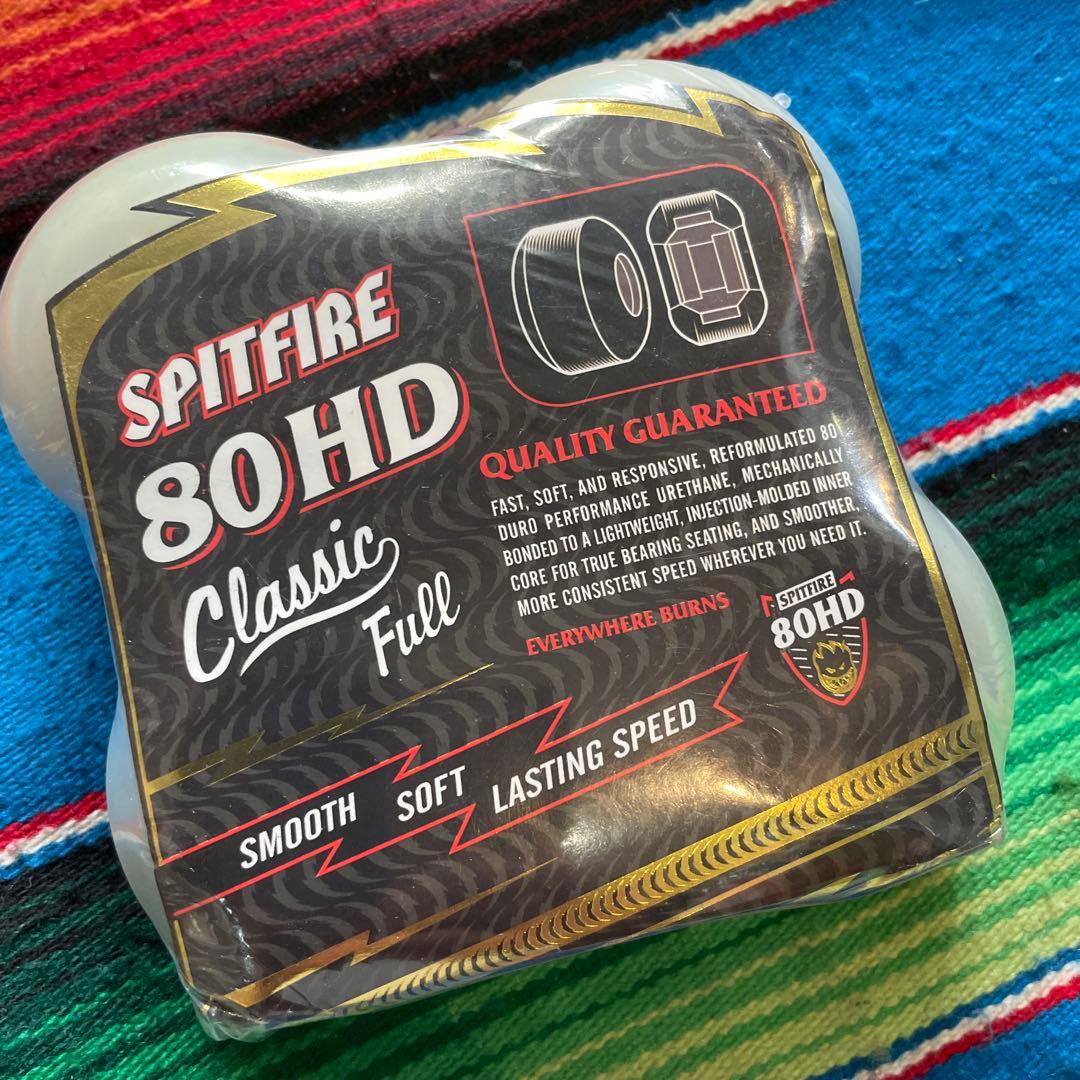 SPITFIRE
80HD
Classic
Full
QUALITY GUARANTEED
FAST, SOFT, AND RESPONSIVE, REFORMULATED 80
DURO PERFORMANCE URETHANE, MECHANICALLY
BONDED TO A LIGHTWEIGHT, INJECTION-MOLDED INNER
CORE FOR TRUE BEARING SEATING, AND SMOOTHER,
MORE CONSISTENT SPEED WHEREVER YOU NEED IT.
EVERYWHERE BURNS
SPITFIRE
80HD
SMOOTH SOFT LASTING SPEED